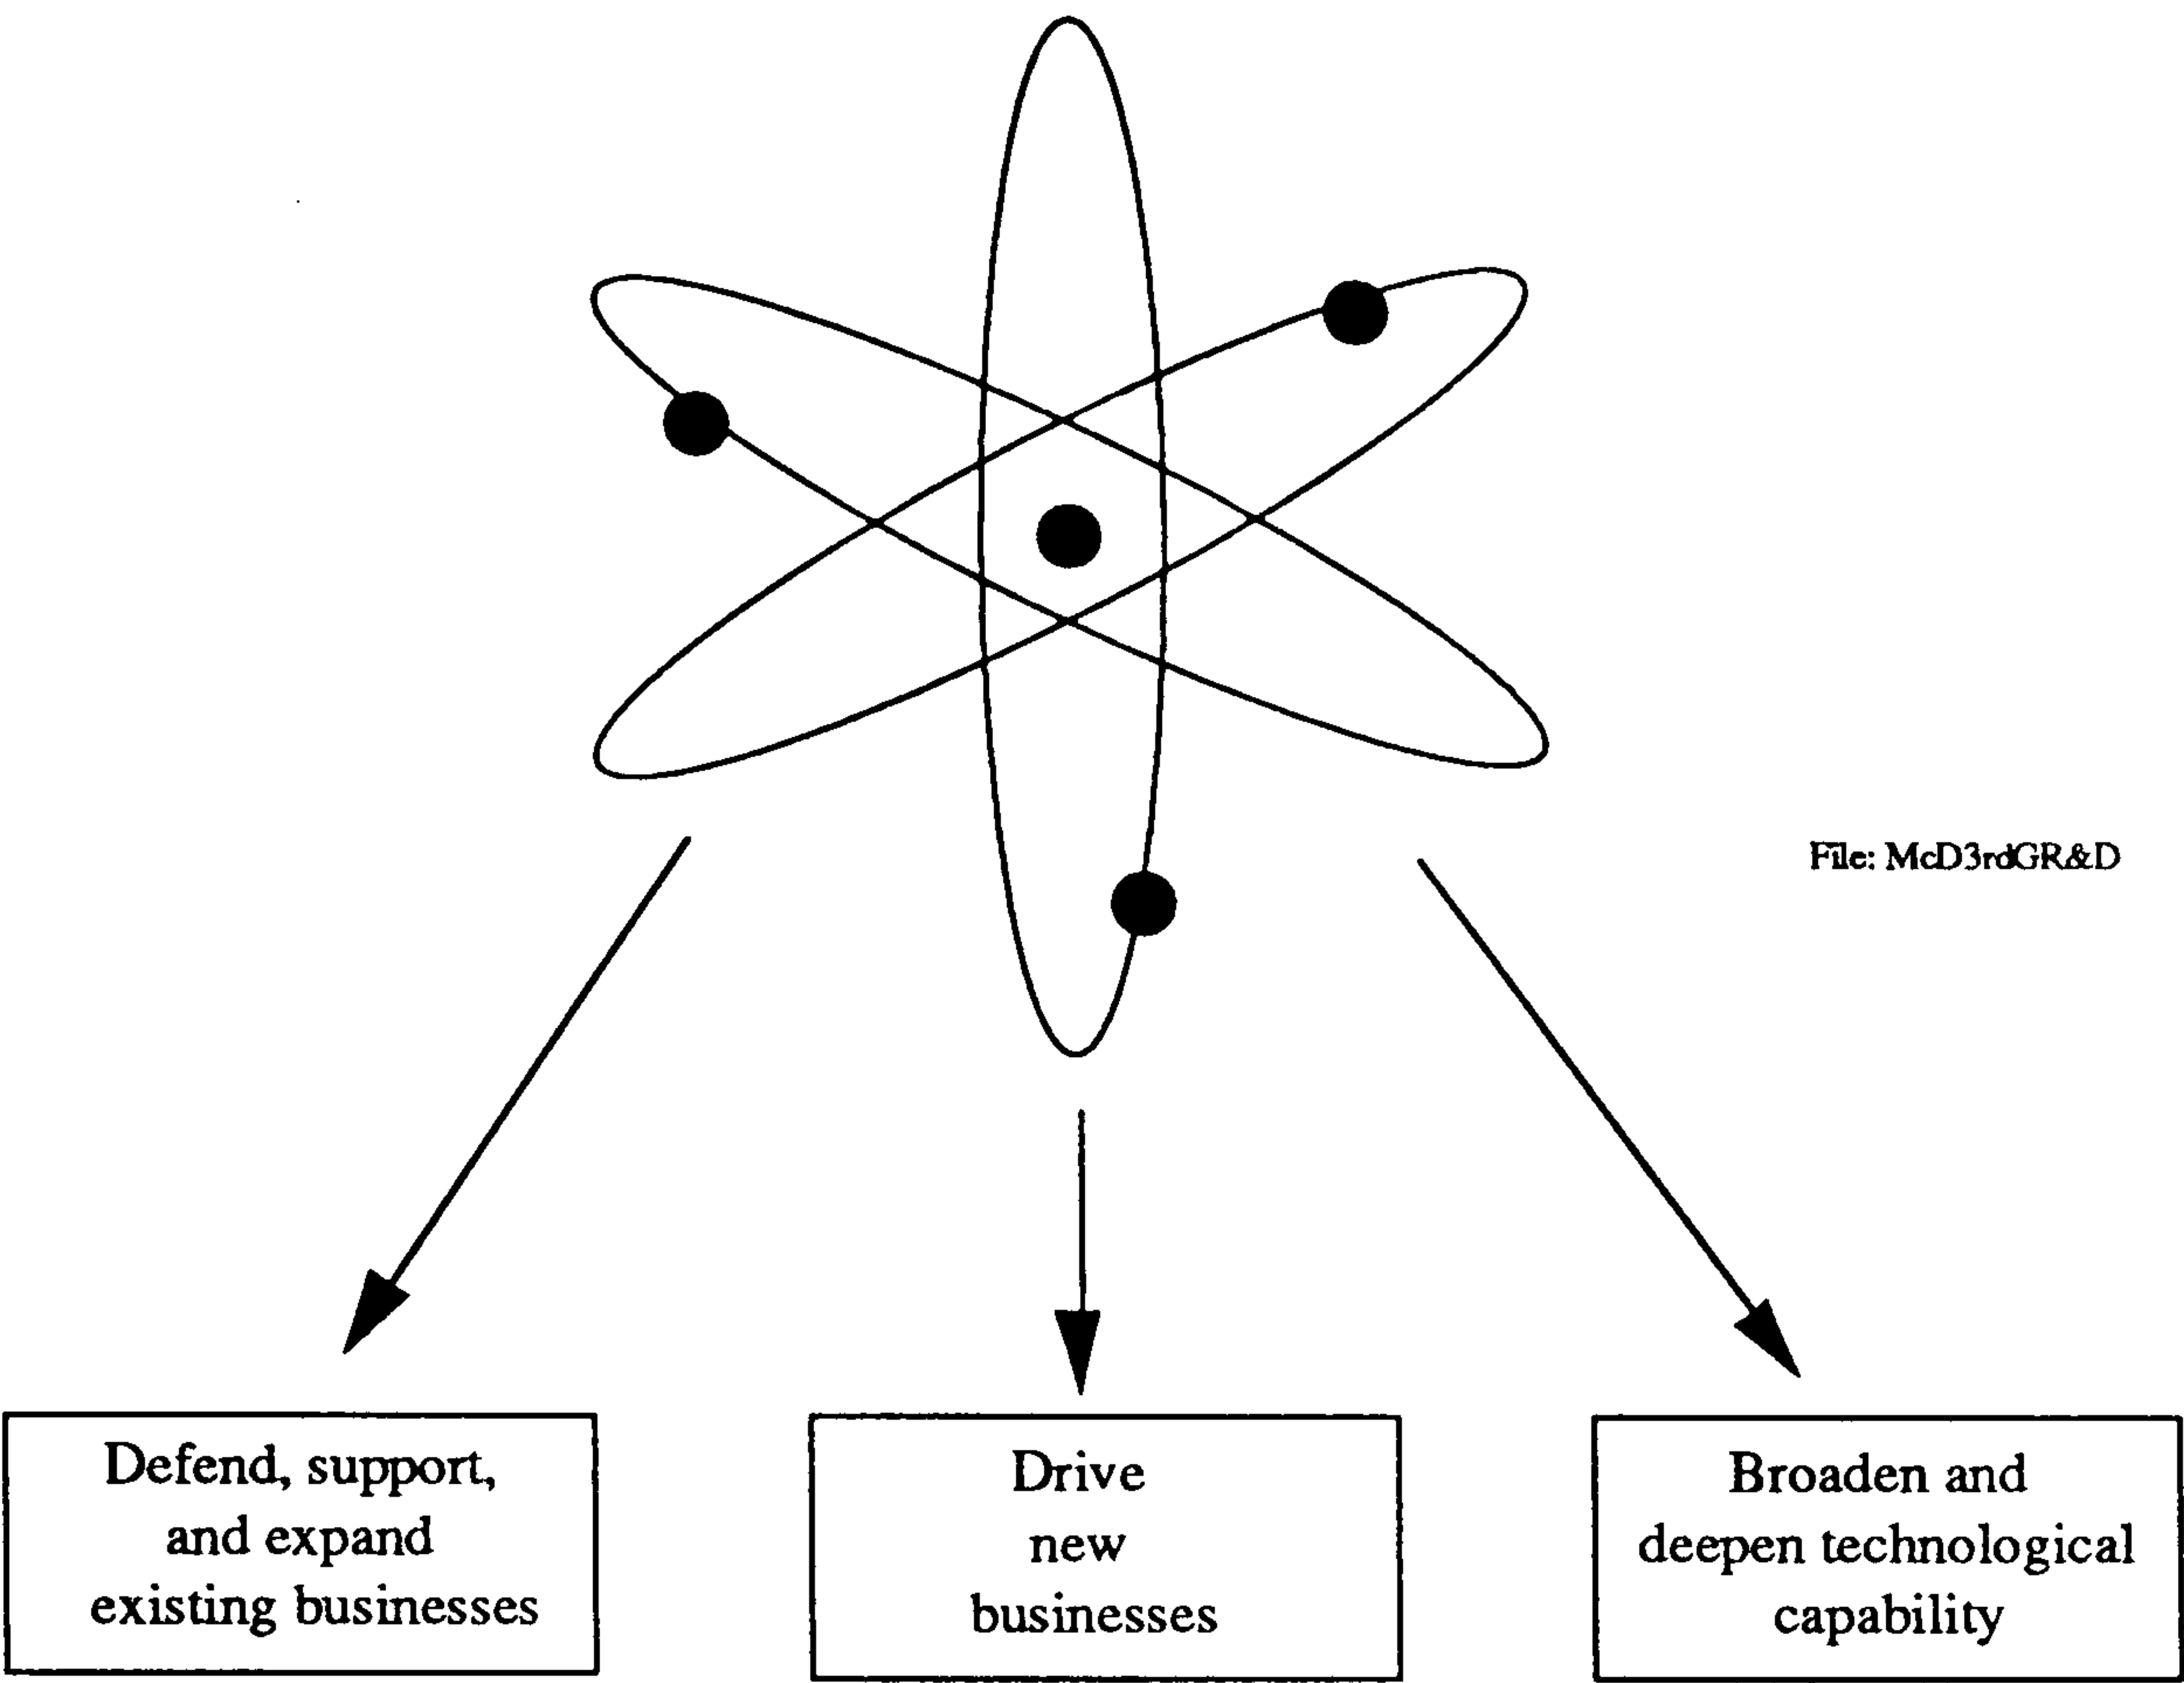 File: McD3rdGR&D
Defend, support,
and expand
existing businesses
Drive
new
businesses
Broaden and
deepen technological
capability